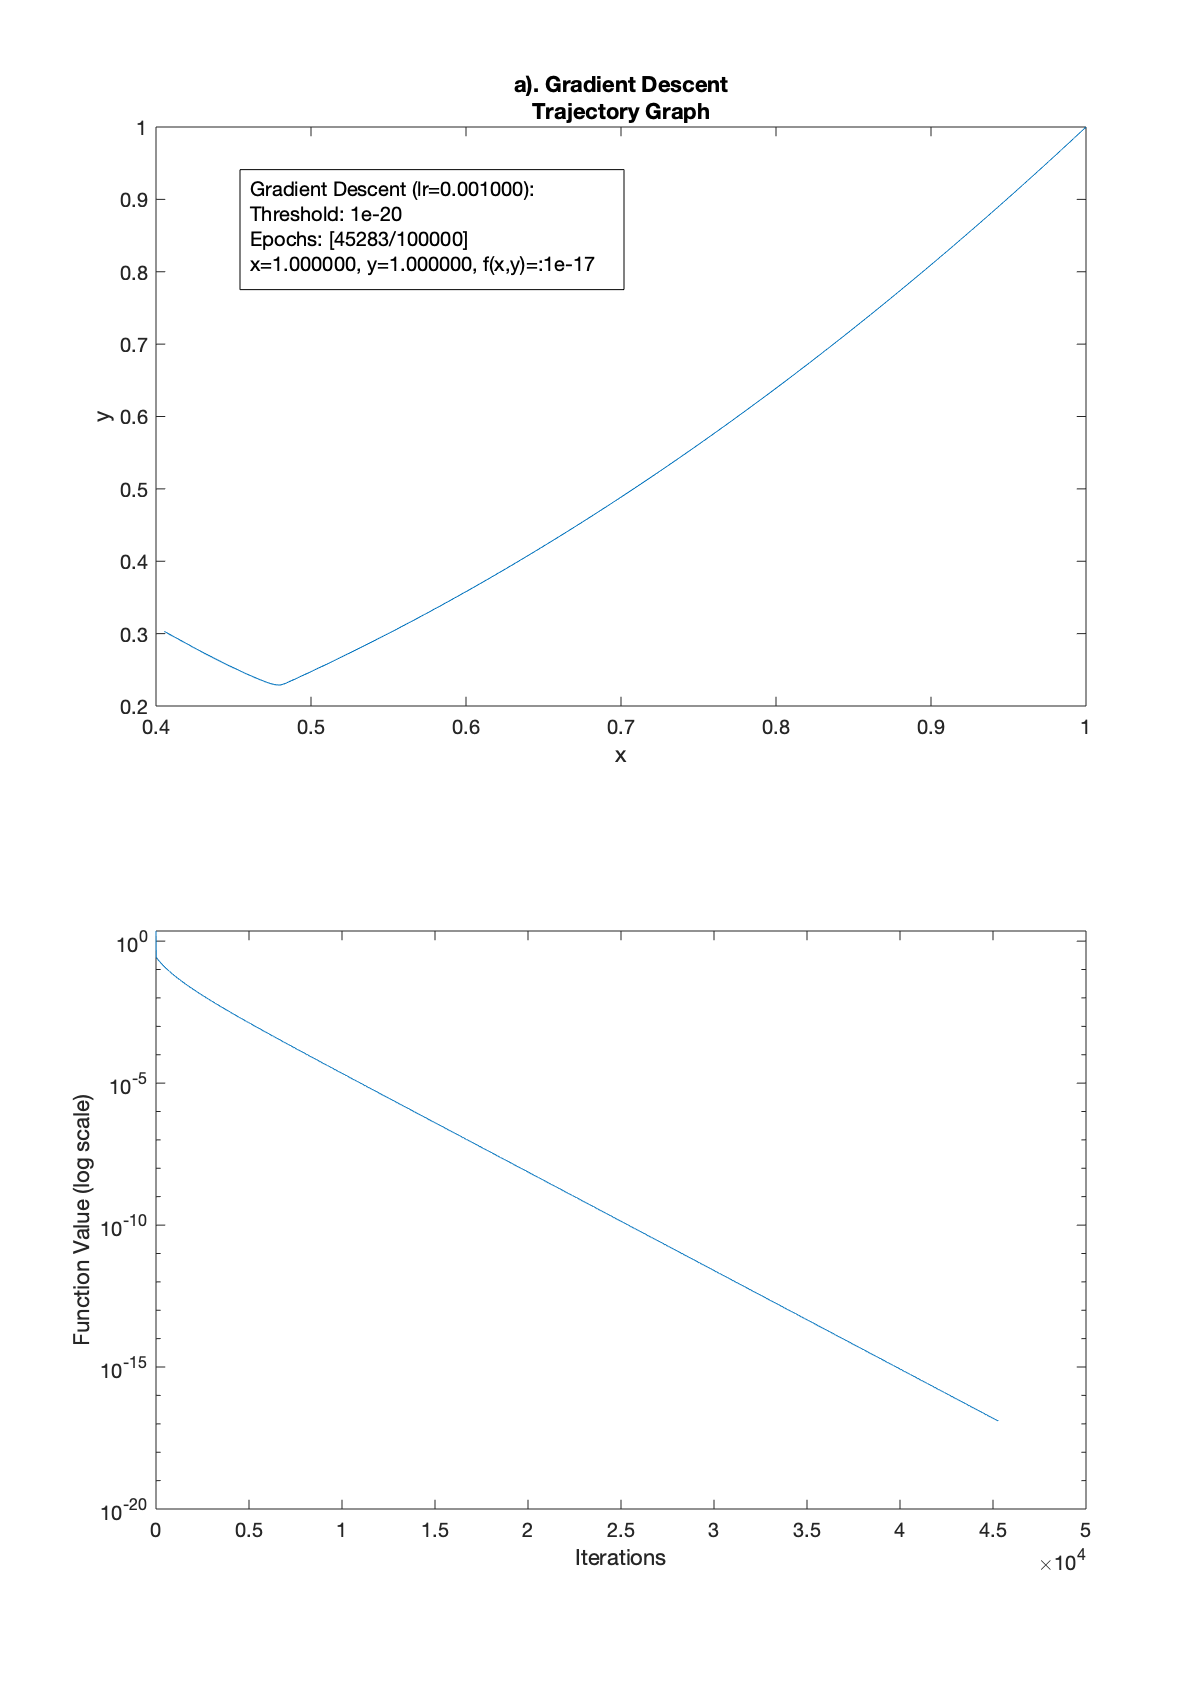 a). Gradient Descent
Trajectory Graph
1
0.9
0.8
0.7
0.6
0.5
0.4
0.3
0.2
y
Gradient Descent (lr=0.001000):
Threshold: 1e-20
Epochs: [45283/100000]
x=1.000000, y=1.000000, f(x,y)=:1e-17
0.4 0.5 0.6 0.7 0.8 0.9 1
x
10^0
10^-5
10^-10
10^-15
10^-20
Function Value (log scale)
0 0.5 1 1.5 2 2.5 3 3.5 4 4.5 5
Iterations
×10^4